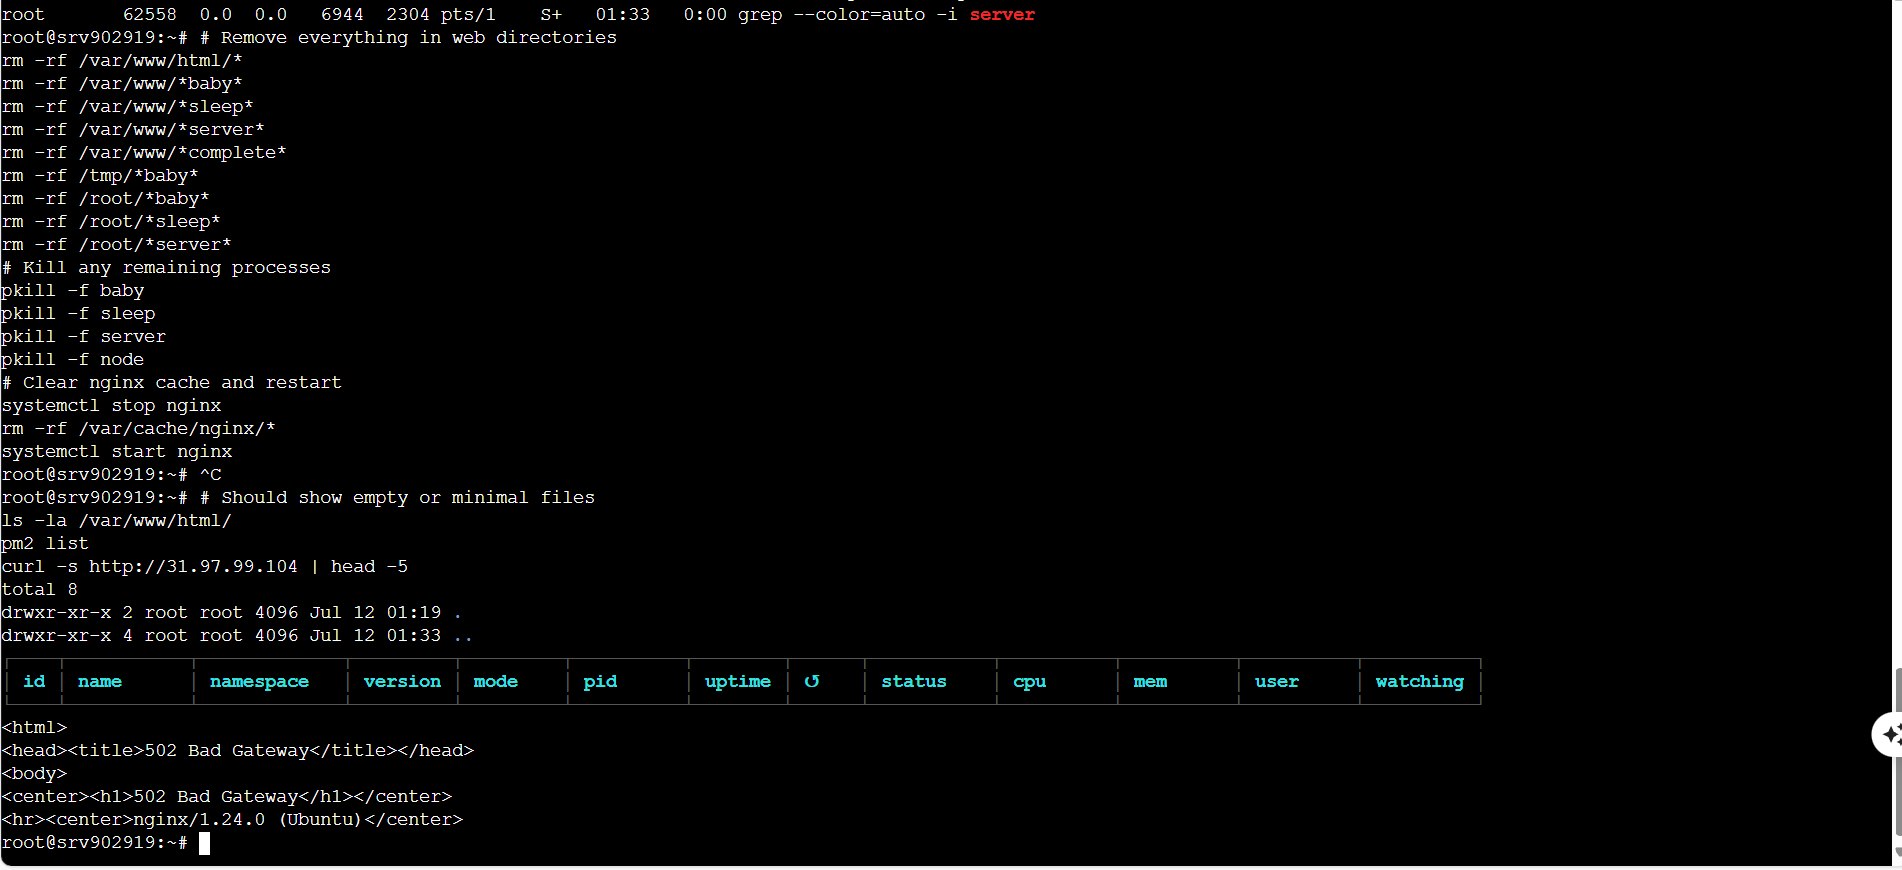 root       62558  0.0  0.0   6944  2304 pts/1    S+   01:33   0:00 grep --color=auto -i server
root@srv902919:~# # Remove everything in web directories
rm -rf /var/www/html/*
rm -rf /var/www/*baby*
rm -rf /var/www/*sleep*
rm -rf /var/www/*server*
rm -rf /var/www/*complete*
rm -rf /tmp/*baby*
rm -rf /root/*baby*
rm -rf /root/*sleep*
rm -rf /root/*server*
# Kill any remaining processes
pkill -f baby
pkill -f sleep
pkill -f server
pkill -f node
# Clear nginx cache and restart
systemctl stop nginx
rm -rf /var/cache/nginx/*
systemctl start nginx
root@srv902919:~# ^C
root@srv902919:~# # Should show empty or minimal files
ls -la /var/www/html/
pm2 list
curl -s http://31.97.99.104 | head -5
total 8
drwxr-xr-x 2 root root 4096 Jul 12 01:19 .
drwxr-xr-x 4 root root 4096 Jul 12 01:33 ..
│ id │ name │ namespace │ version │ mode │ pid │ uptime │ ↺ │ status │ cpu │ mem │ user │ watching │
<html>
<head><title>502 Bad Gateway</title></head>
<body>
<center><h1>502 Bad Gateway</h1></center>
<hr><center>nginx/1.24.0 (Ubuntu)</center>
root@srv902919:~#